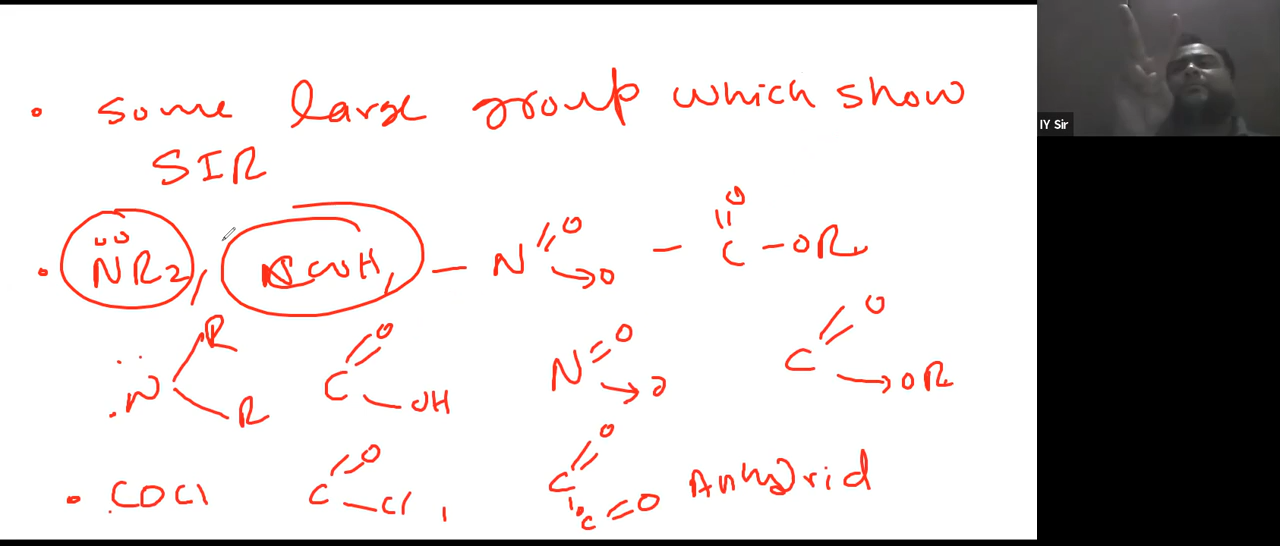 • some large group which show
IY Sir
SIR
• N̈R2, COOH, – N=O→O – C(=O)–OR
:N–R R C=O–OH N=O→O C=O→OR
• COCl C=O–Cl, C=O O C=O Anhydrid